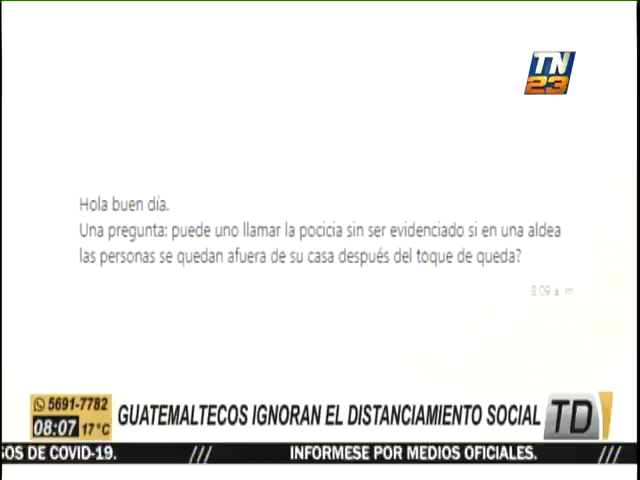 TN
23
Hola buen día.
Una pregunta: puede uno llamar la pocicia sin ser evidenciado si en una aldea
las personas se quedan afuera de su casa después del toque de queda?
8:09 a. m
5691-7782
08:07 17°C
GUATEMALTECOS IGNORAN EL DISTANCIAMIENTO SOCIAL
TD
SOS DE COVID-19. /// INFORMESE POR MEDIOS OFICIALES. ///